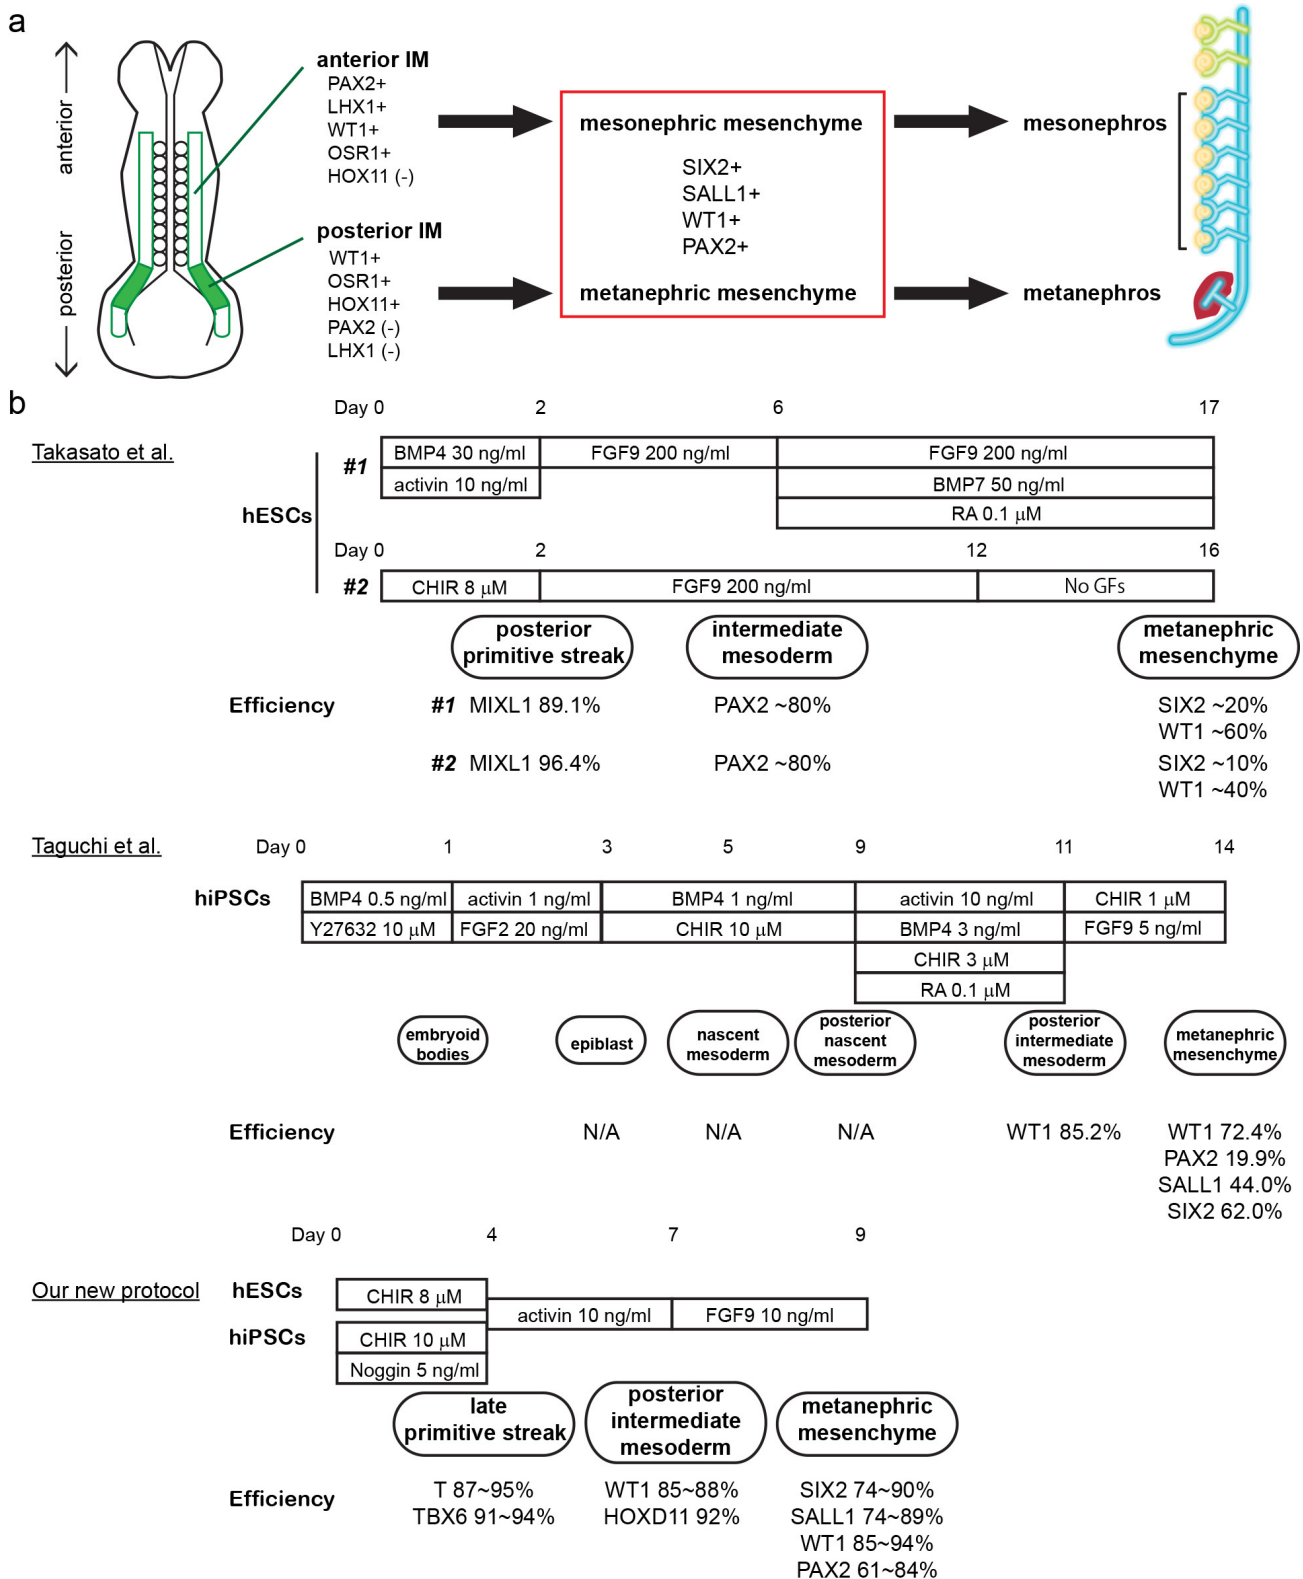 a
anterior
posterior
anterior IM
PAX2+
LHX1+
WT1+
OSR1+
HOX11 (-)
posterior IM
WT1+
OSR1+
HOX11+
PAX2 (-)
LHX1 (-)
mesonephric mesenchyme
SIX2+
SALL1+
WT1+
PAX2+
metanephric mesenchyme
mesonephros
metanephros
b
Day 0 2 6 17
Takasato et al.
hESCs
#1
BMP4 30 ng/ml FGF9 200 ng/ml FGF9 200 ng/ml
activin 10 ng/ml BMP7 50 ng/ml
RA 0.1 μM
Day 0 2 12 16
#2 CHIR 8 μM FGF9 200 ng/ml No GFs
posterior
primitive streak
intermediate
mesoderm
metanephric
mesenchyme
Efficiency #1 MIXL1 89.1% PAX2 ~80% SIX2 ~20%
WT1 ~60%
#2 MIXL1 96.4% PAX2 ~80% SIX2 ~10%
WT1 ~40%
Taguchi et al. Day 0 1 3 5 9 11 14
hiPSCs
BMP4 0.5 ng/ml activin 1 ng/ml BMP4 1 ng/ml activin 10 ng/ml CHIR 1 μM
Y27632 10 μM FGF2 20 ng/ml CHIR 10 μM BMP4 3 ng/ml FGF9 5 ng/ml
CHIR 3 μM
RA 0.1 μM
embryoid
bodies
epiblast
nascent
mesoderm
posterior
nascent
mesoderm
posterior
intermediate
mesoderm
metanephric
mesenchyme
Efficiency N/A N/A N/A WT1 85.2% WT1 72.4%
PAX2 19.9%
SALL1 44.0%
SIX2 62.0%
Day 0 4 7 9
Our new protocol
hESCs CHIR 8 μM
activin 10 ng/ml FGF9 10 ng/ml
hiPSCs CHIR 10 μM
Noggin 5 ng/ml
late
primitive streak
posterior
intermediate
mesoderm
metanephric
mesenchyme
Efficiency T 87~95% WT1 85~88% SIX2 74~90%
TBX6 91~94% HOXD11 92% SALL1 74~89%
WT1 85~94%
PAX2 61~84%